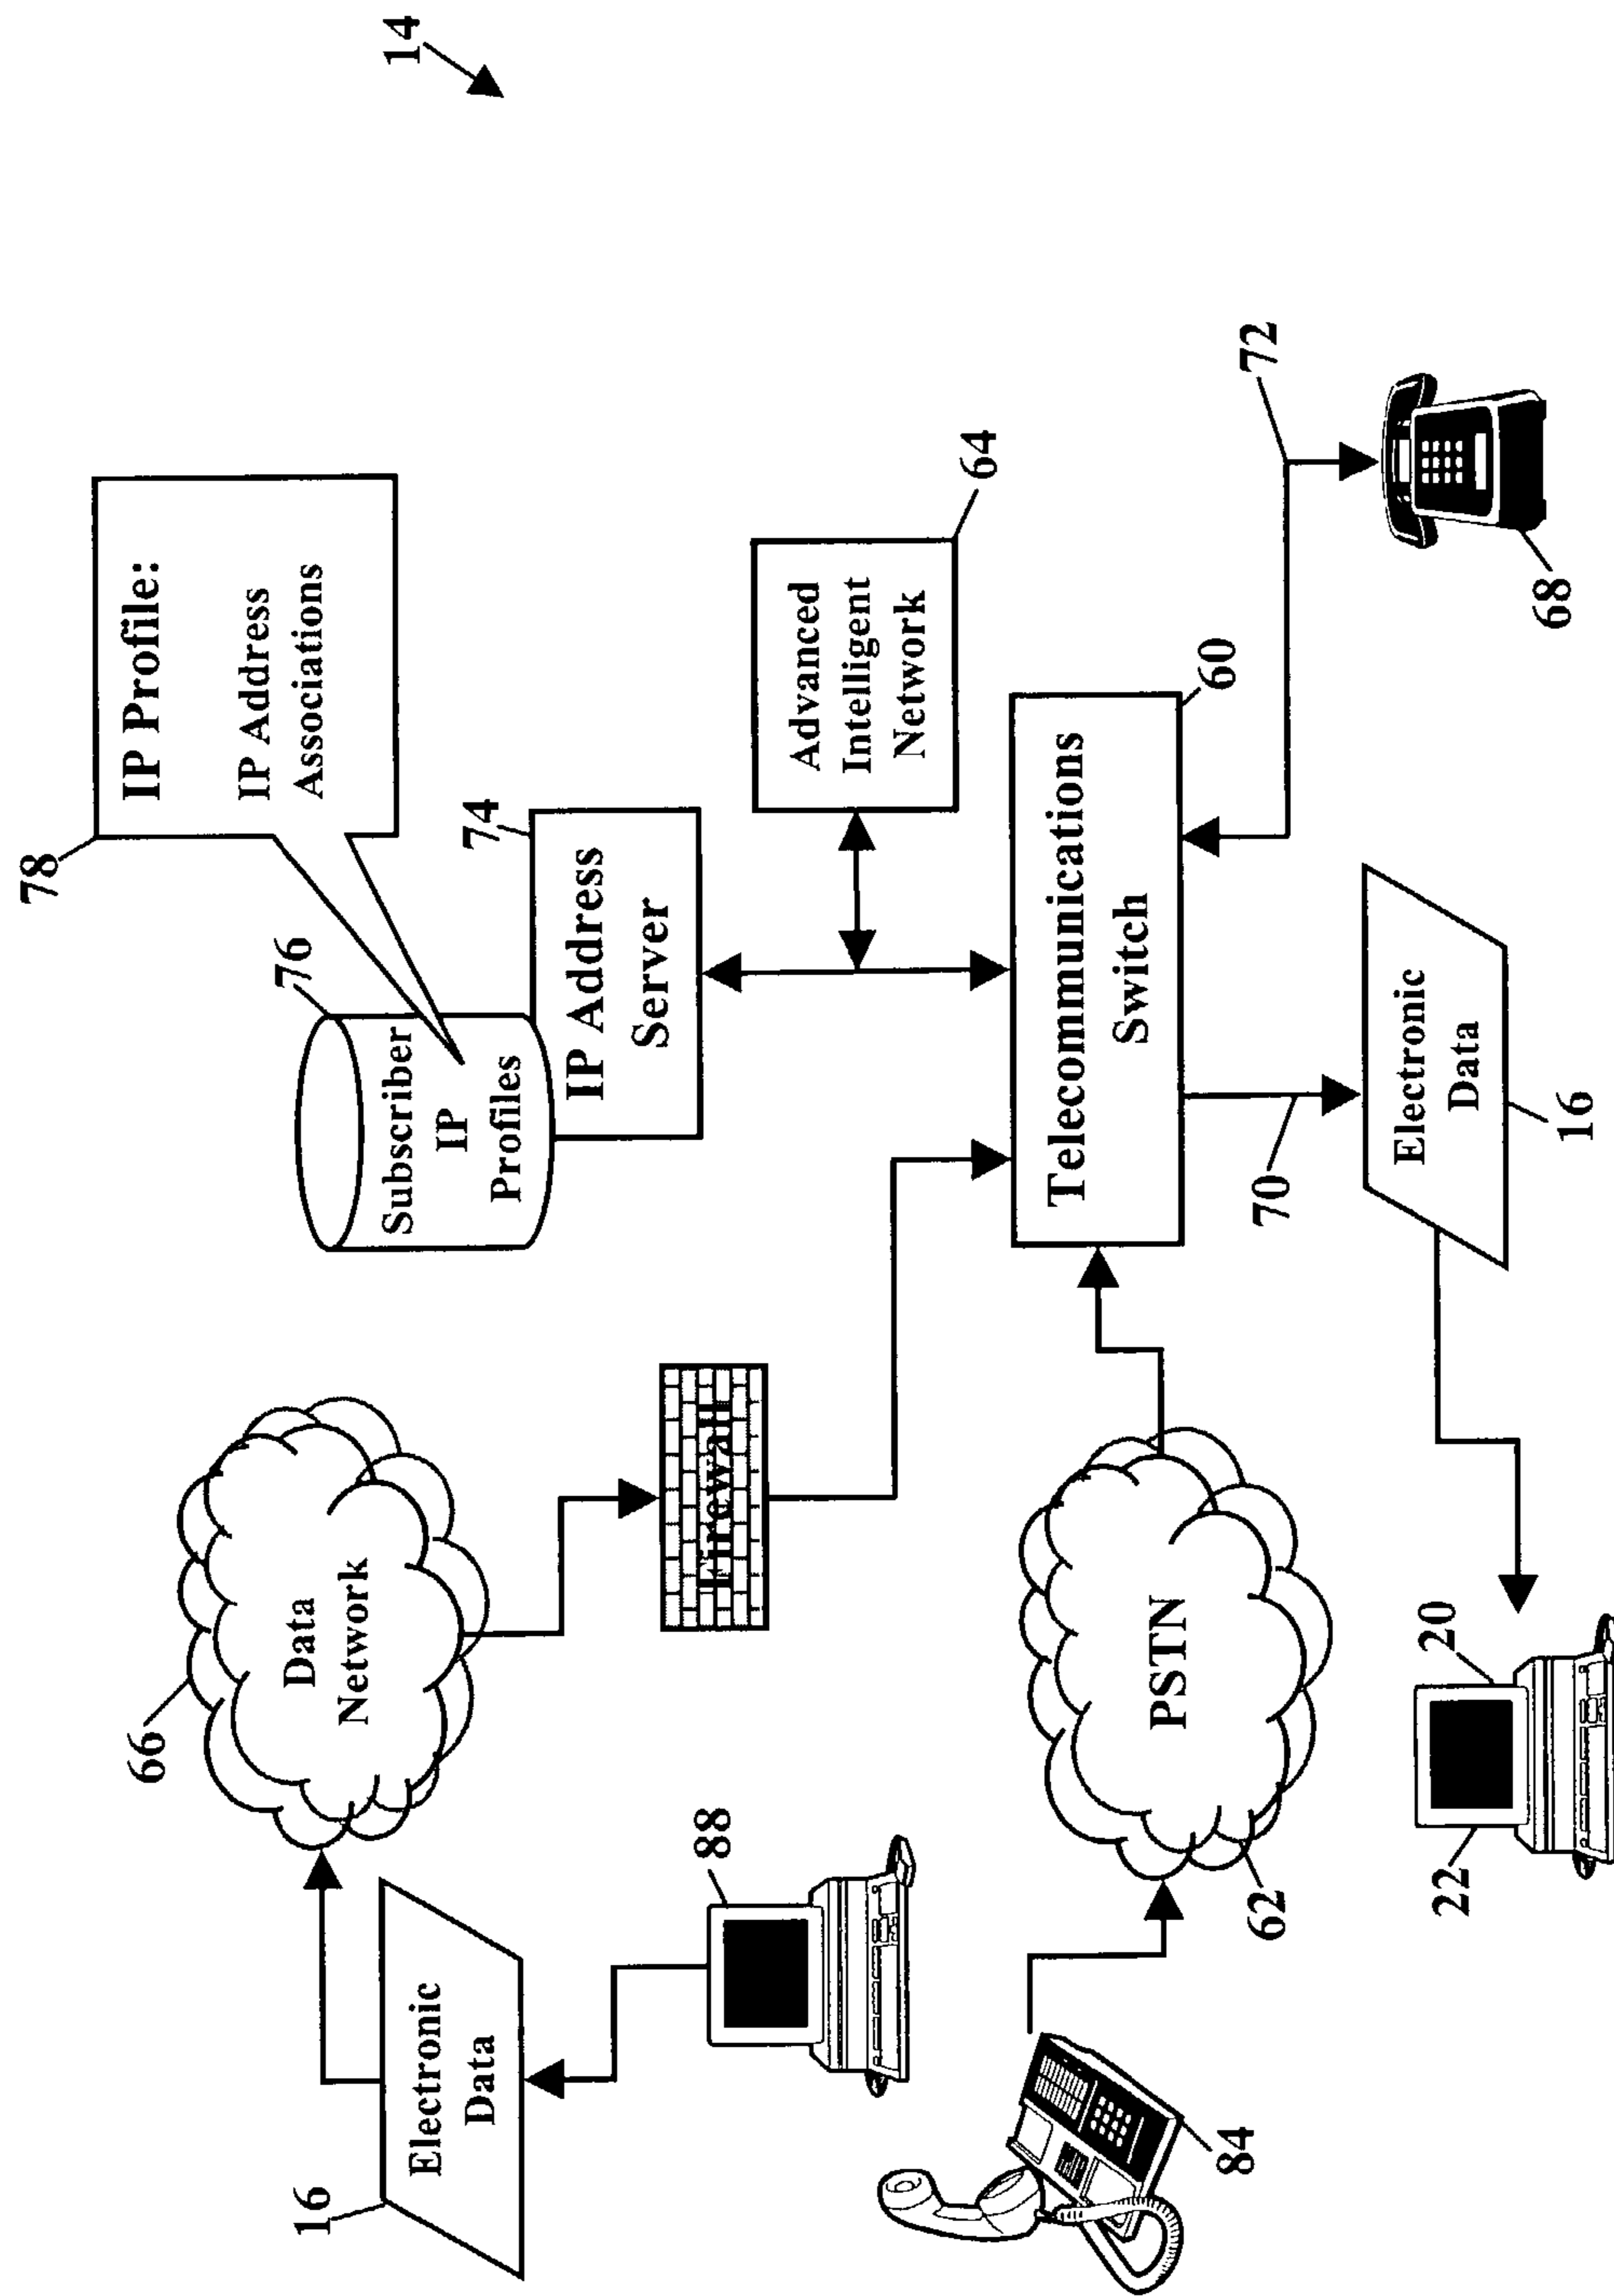 14
78
IP Profile:
IP Address
Associations
76
Subscriber
IP
Profiles
74
IP Address
Server
66
Data
Network
16
Electronic
Data
88
Firewall
Advanced
Intelligent
Network
64
Telecommunications
Switch
60
72
68
PSTN
62
84
70
Electronic
Data
16
20
22